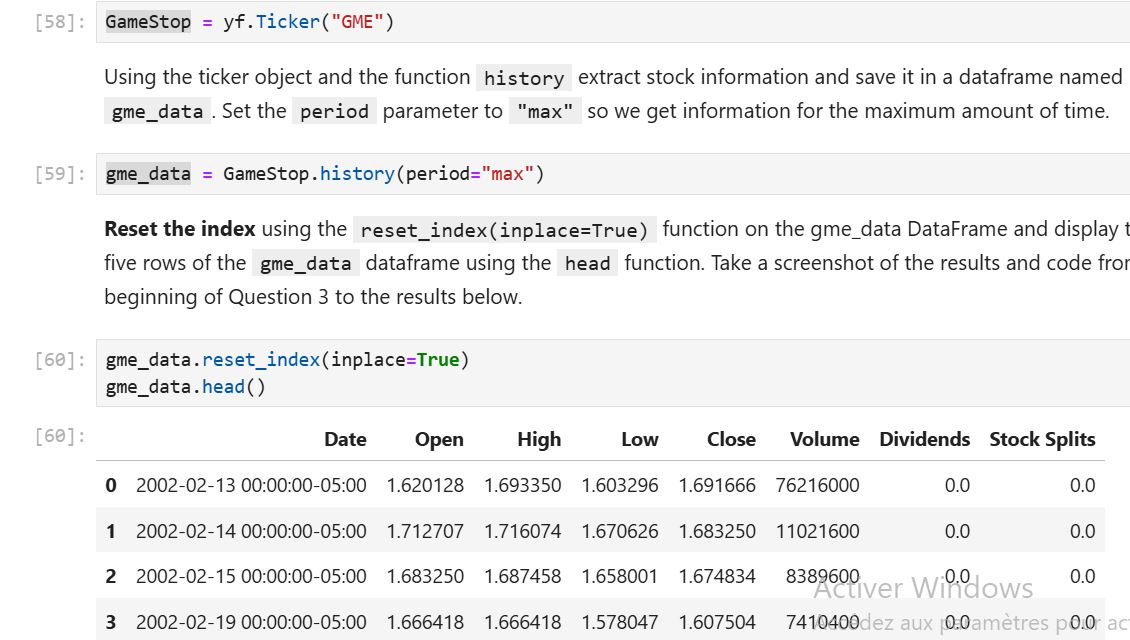 [58]: GameStop = yf.Ticker("GME")
Using the ticker object and the function history extract stock information and save it in a dataframe named
gme_data . Set the period parameter to "max" so we get information for the maximum amount of time.
[59]: gme_data = GameStop.history(period="max")
Reset the index using the reset_index(inplace=True) function on the gme_data DataFrame and display
five rows of the gme_data dataframe using the head function. Take a screenshot of the results and code
beginning of Question 3 to the results below.
[60]: gme_data.reset_index(inplace=True)
gme_data.head()
[60]: Date Open High Low Close Volume Dividends Stock Splits
0 2002-02-13 00:00:00-05:00 1.620128 1.693350 1.603296 1.691666 76216000 0.0 0.0
1 2002-02-14 00:00:00-05:00 1.712707 1.716074 1.670626 1.683250 11021600 0.0 0.0
2 2002-02-15 00:00:00-05:00 1.683250 1.687458 1.658001 1.674834 8389600 0.0 0.0
Activer Windows
3 2002-02-19 00:00:00-05:00 1.666418 1.666418 1.578047 1.607504 7410400 0.0 0.0
Accédez aux paramètres pour